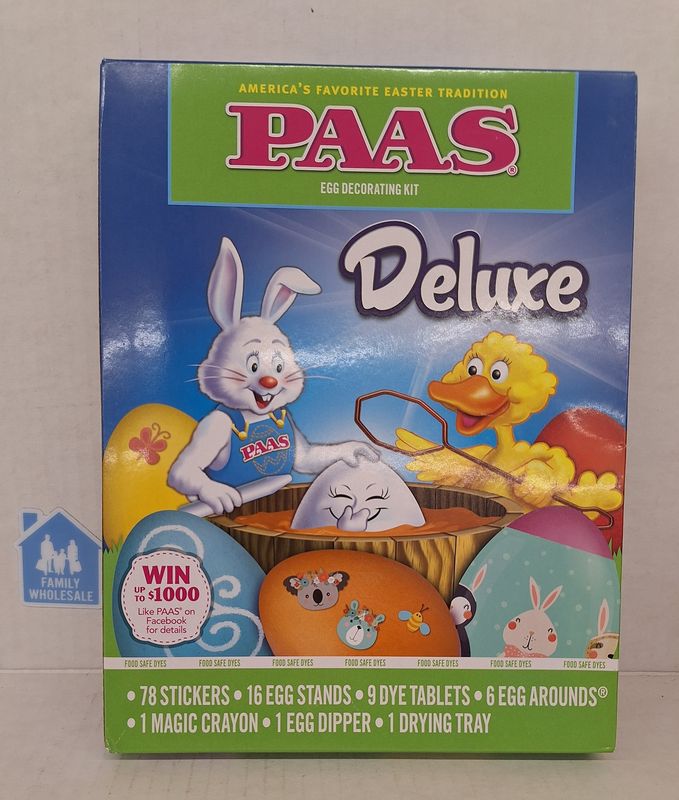 AMERICA'S FAVORITE EASTER TRADITION
PAAS®
EGG DECORATING KIT
Deluxe
PAAS
FAMILY
WHOLESALE
WIN
UP TO $1000
Like PAAS® on
Facebook
for details
FOOD SAFE DYES FOOD SAFE DYES FOOD SAFE DYES FOOD SAFE DYES FOOD SAFE DYES FOOD SAFE DYES FOOD SAFE DYES
• 78 STICKERS • 16 EGG STANDS • 9 DYE TABLETS • 6 EGG AROUNDS®
• 1 MAGIC CRAYON • 1 EGG DIPPER • 1 DRYING TRAY